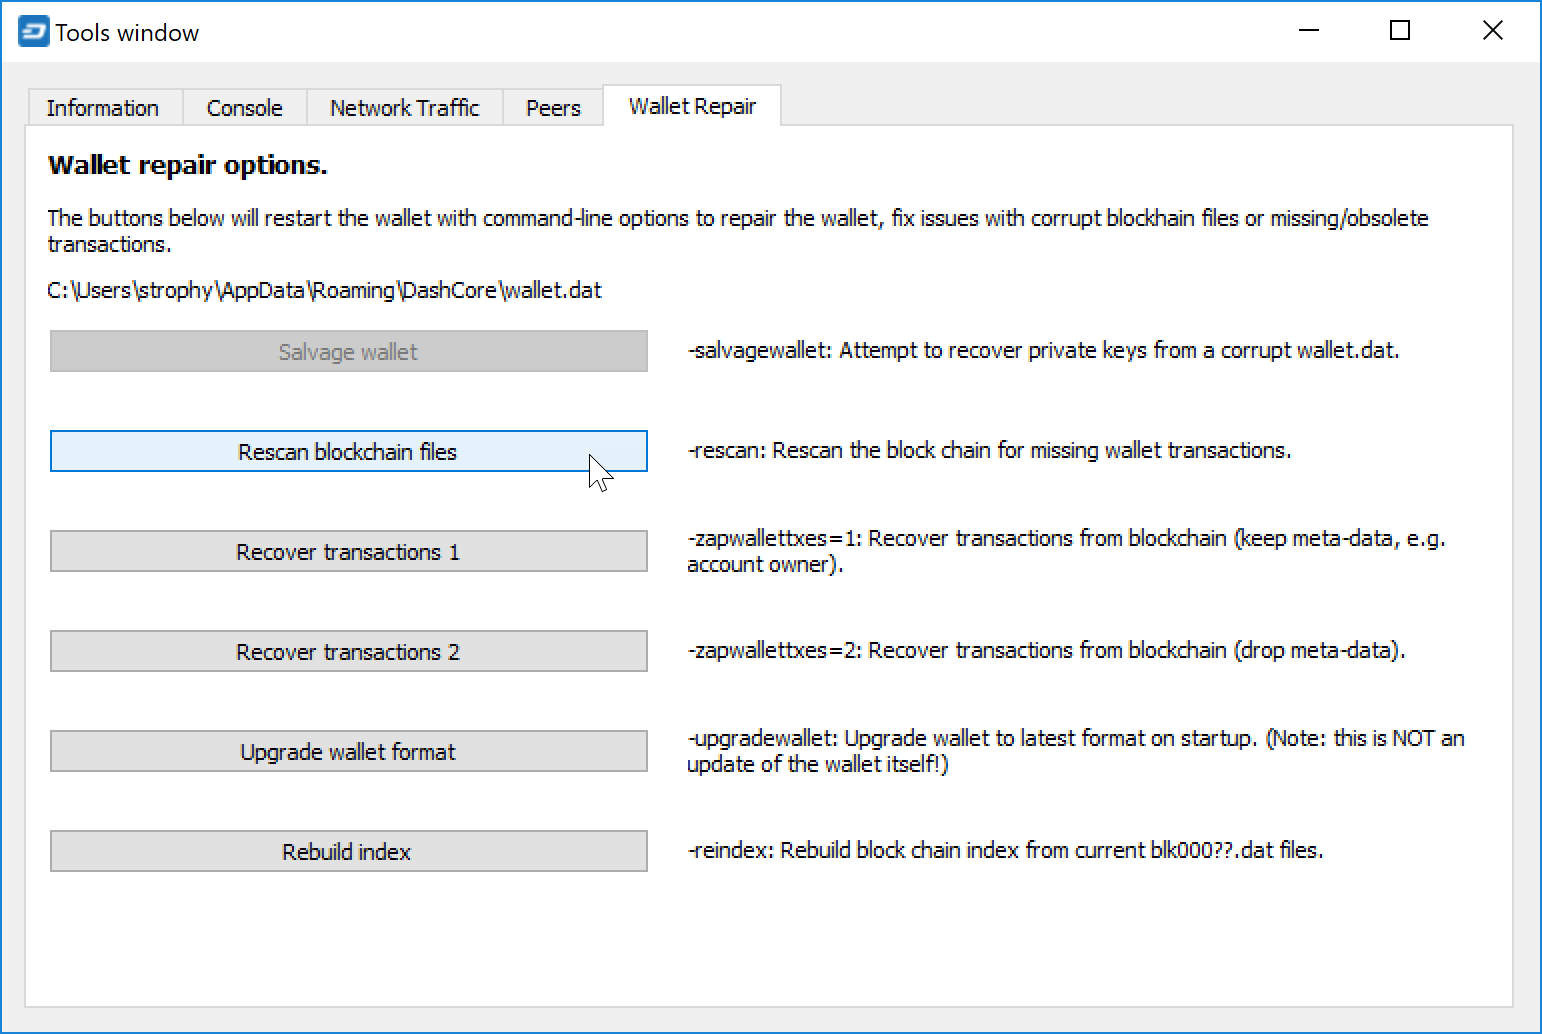 Tools window
Information
Console
Network Traffic
Peers
Wallet Repair
Wallet repair options.
The buttons below will restart the wallet with command-line options to repair the wallet, fix issues with corrupt blockhain files or missing/obsolete
transactions.
C:\Users\strophy\AppData\Roaming\DashCore\wallet.dat
Salvage wallet
-salvagewallet: Attempt to recover private keys from a corrupt wallet.dat.
Rescan blockchain files
-rescan: Rescan the block chain for missing wallet transactions.
Recover transactions 1
-zapwallettxes=1: Recover transactions from blockchain (keep meta-data, e.g.
account owner).
Recover transactions 2
-zapwallettxes=2: Recover transactions from blockchain (drop meta-data).
Upgrade wallet format
-upgradewallet: Upgrade wallet to latest format on startup. (Note: this is NOT an
update of the wallet itself!)
Rebuild index
-reindex: Rebuild block chain index from current blk000??.dat files.